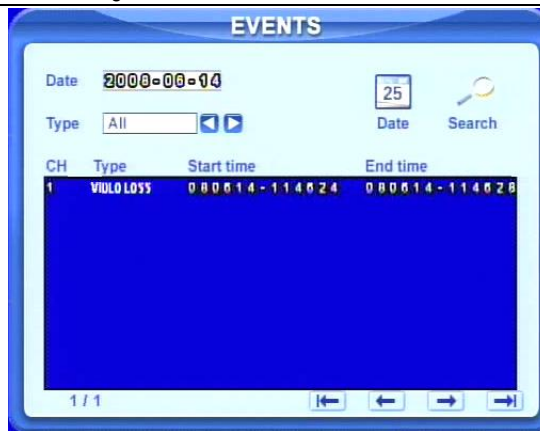 EVENTS
Date 2008-06-14
25
Type All
Date Search
CH Type Start time End time
1 VIDLO LOSS 080614-114624 080614-114628
1 / 1